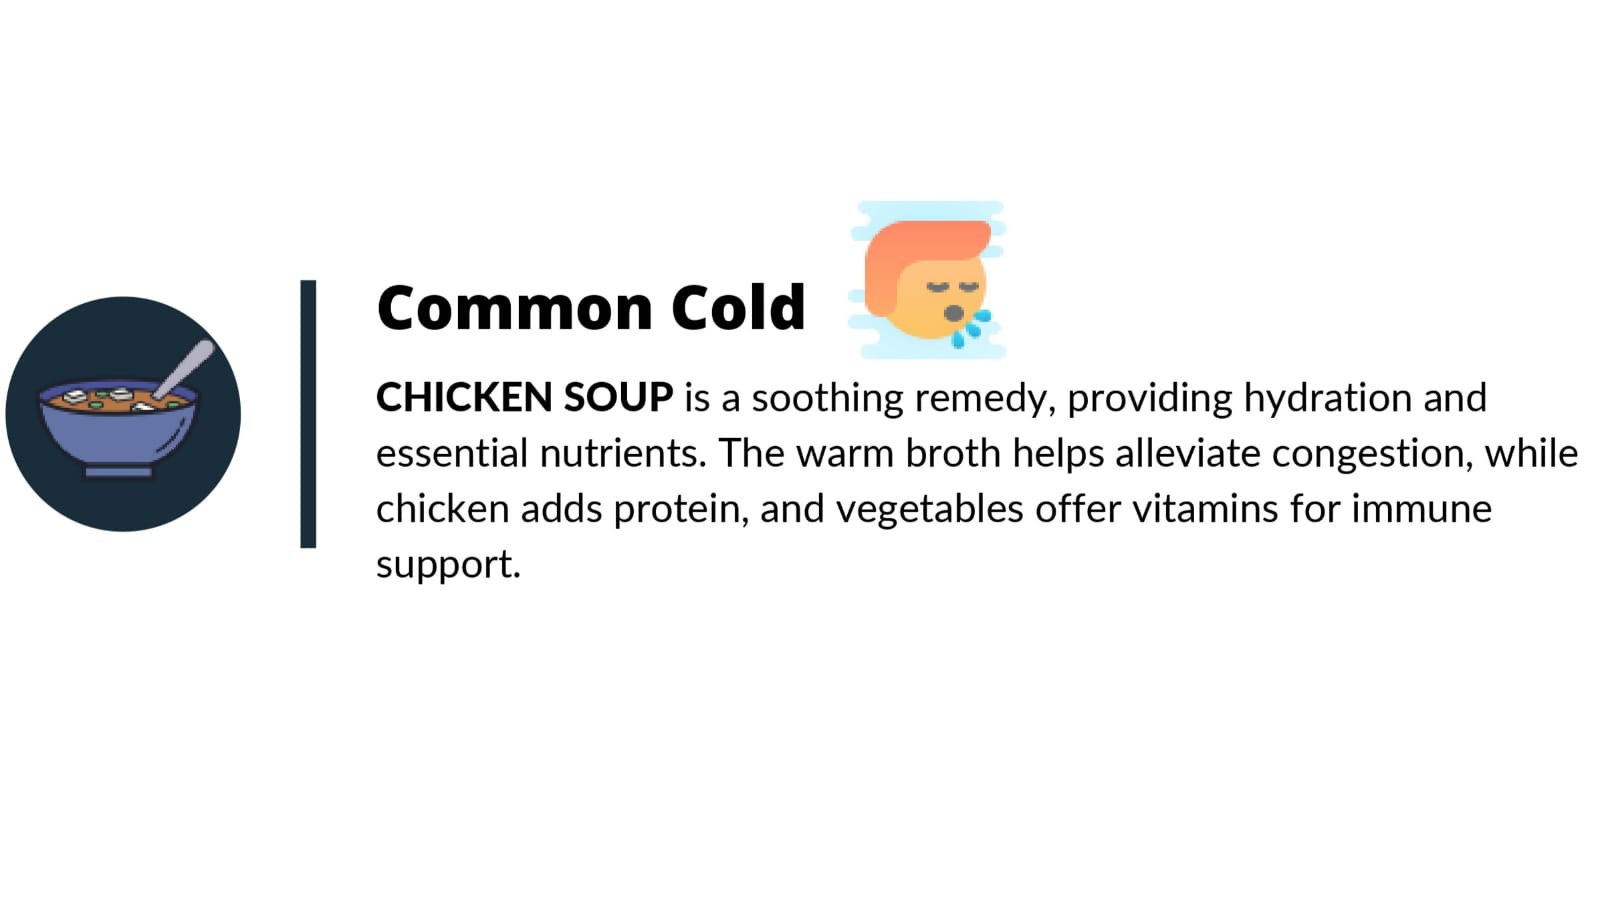 Common Cold
CHICKEN SOUP is a soothing remedy, providing hydration and
essential nutrients. The warm broth helps alleviate congestion, while
chicken adds protein, and vegetables offer vitamins for immune
support.